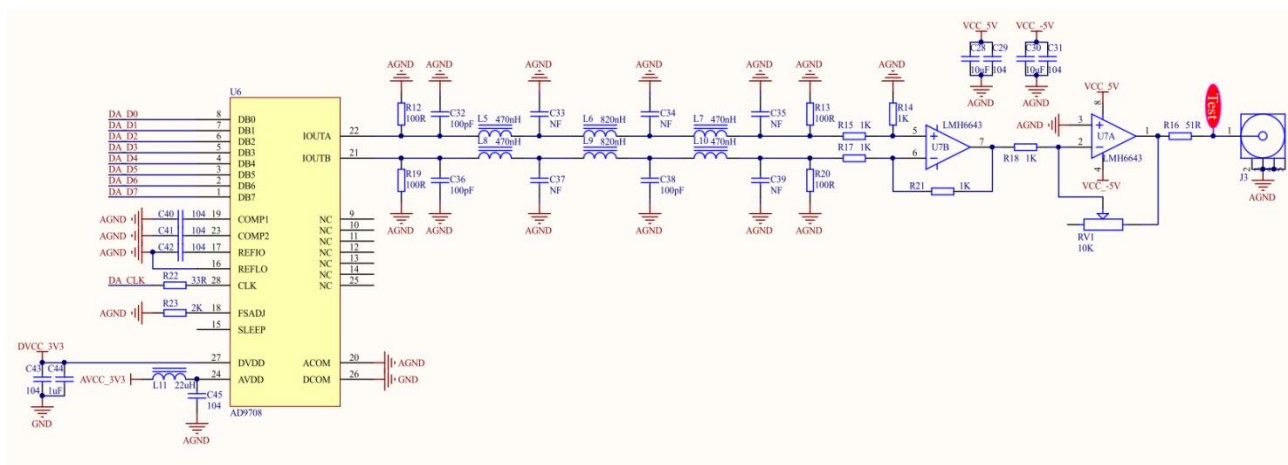 VCC_5V VCC_-5V
C28 C29 C30 C31
10uF 104 10uF 104
AGND AGND
AGND AGND AGND AGND AGND AGND AGND
U6
R12 100R
C32 100pF
C33 NF
C34 NF
C35 NF
R13 100R
R14 1K
VCC_5V
Test
L5 470nH L6 820nH L7 470nH
R15 1K
LMH6643
U7B
AGND
U7A
LMH6643
R16 51R
J3
AGND
DA_D0 8 DB0
DA_D1 7 DB1
DA_D2 6 DB2
DA_D3 5 DB3
DA_D4 4 DB4
DA_D5 3 DB5
DA_D6 2 DB6
DA_D7 1 DB7
IOUTA 22
IOUTB 21
L8 470nH L9 820nH L10 470nH
R17 1K
5
6
7
R18 1K
8
3
2
1
4
VCC_-5V
2 3 4 5
R19 100R
C36 100pF
C37 NF
C38 100pF
C39 NF
R20 100R
R21 1K
AGND AGND AGND AGND AGND AGND
RV1
10K
AGND C40 104 19 COMP1
AGND C41 104 23 COMP2
AGND C42 104 17 REFIO
16 REFLO
DA_CLK R22 33R 28 CLK
AGND R23 2K 18 FSADJ
15 SLEEP
NC 9
NC 10
NC 11
NC 12
NC 13
NC 14
NC 25
DVCC_3V3 27 DVDD
C43 C44
104 1uF
GND
AVCC_3V3 L11 22uH 24 AVDD
C45
104
AGND
ACOM 20 AGND
DCOM 26 GND
AD9708